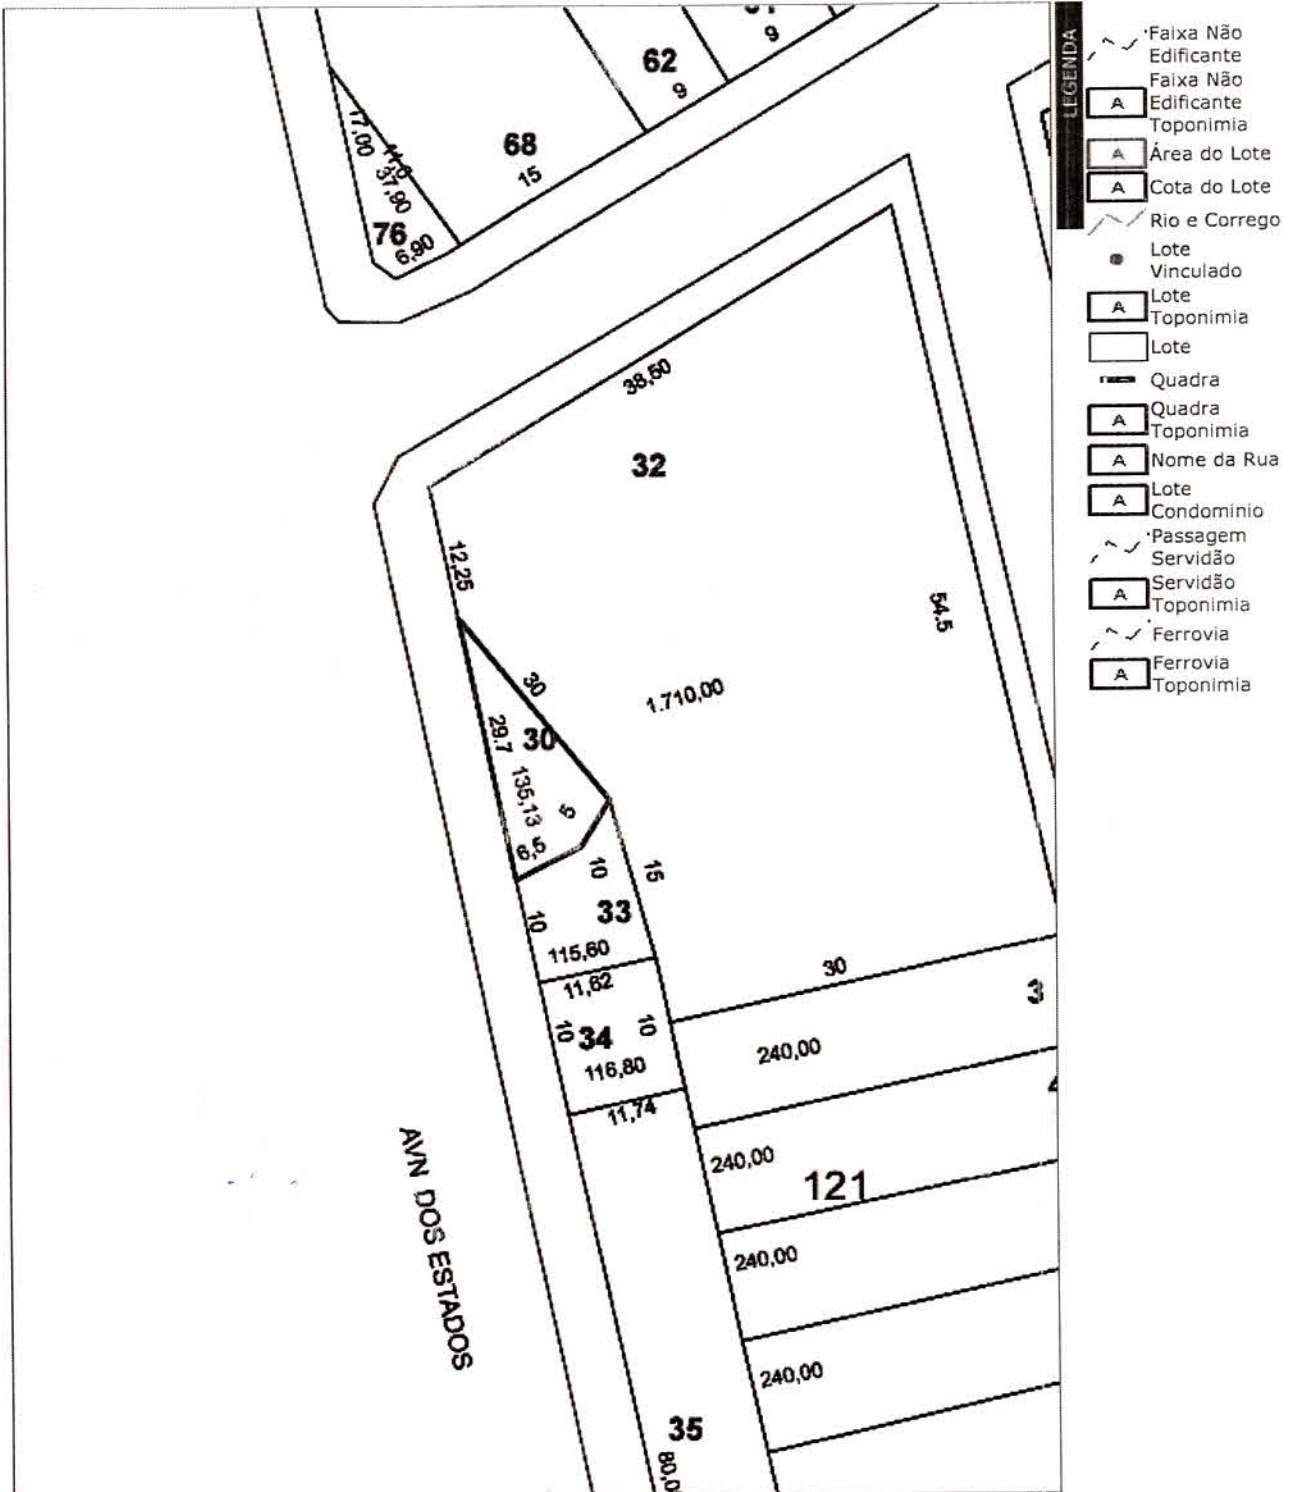 62
9
9
68
15
17,00
37,90
76
6,90
38,50
32
12,25
54.5
30
1.710,00
29.7
30
135,13
5
6,5
10
15
33
10
115,60
11,62
30
3
10
34
10
240,00
116,80
11,74
240,00
121
240,00
240,00
AVN DOS ESTADOS
35
LEGENDA
Faixa Não
Edificante
Faixa Não
A Edificante
Toponimia
A Área do Lote
A Cota do Lote
Rio e Corrego
Lote
Vinculado
Lote
A Toponimia
Lote
Quadra
Quadra
A Toponimia
A Nome da Rua
Lote
A Condominio
Passagem
Servidão
Servidão
A Toponimia
Ferrovia
Ferrovia
A Toponimia